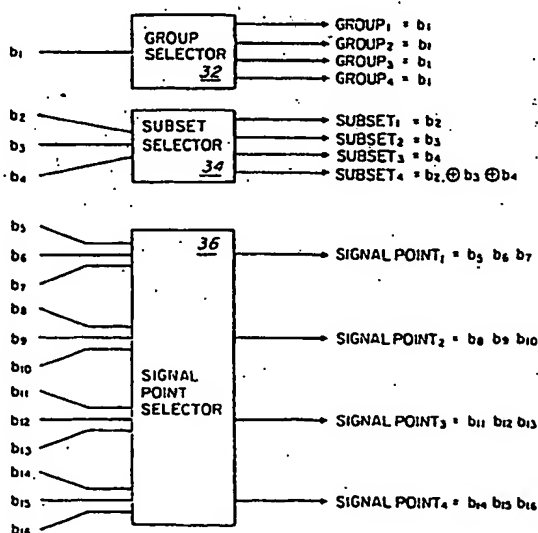 b₁
GROUP
SELECTOR
32
GROUP₁ = b₁
GROUP₂ = b₁
GROUP₃ = b₁
GROUP₄ = b₁
b₂
b₃
b₄
SUBSET
SELECTOR
34
SUBSET₁ = b₂
SUBSET₂ = b₃
SUBSET₃ = b₄
SUBSET₄ = b₂ ⊕ b₃ ⊕ b₄
b₅
b₆
b₇
b₈
b₉
b₁₀
b₁₁
b₁₂
b₁₃
b₁₄
b₁₅
b₁₆
36
SIGNAL
POINT
SELECTOR
SIGNAL POINT₁ = b₅ b₆ b₇
SIGNAL POINT₂ = b₈ b₉ b₁₀
SIGNAL POINT₃ = b₁₁ b₁₂ b₁₃
SIGNAL POINT₄ = b₁₄ b₁₅ b₁₆